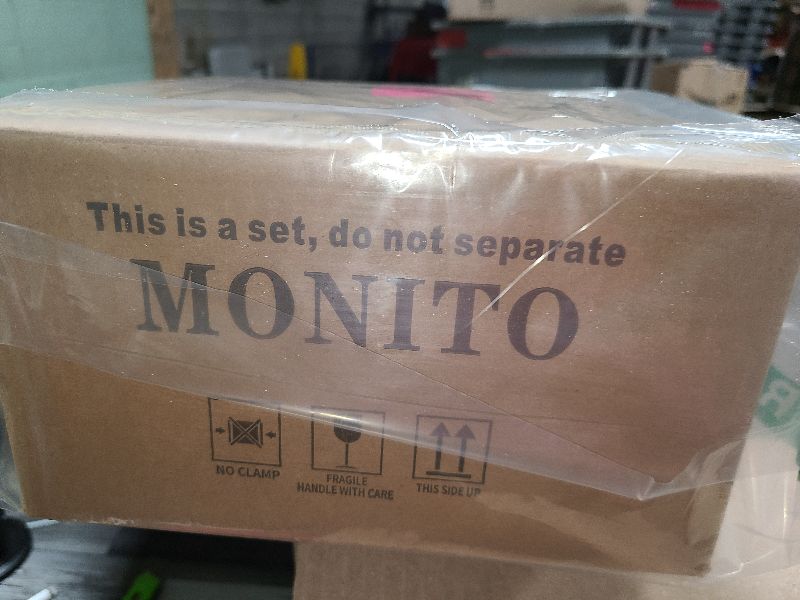 This is a set, do not separate
MONITO
NO CLAMP
FRAGILE
HANDLE WITH CARE
THIS SIDE UP